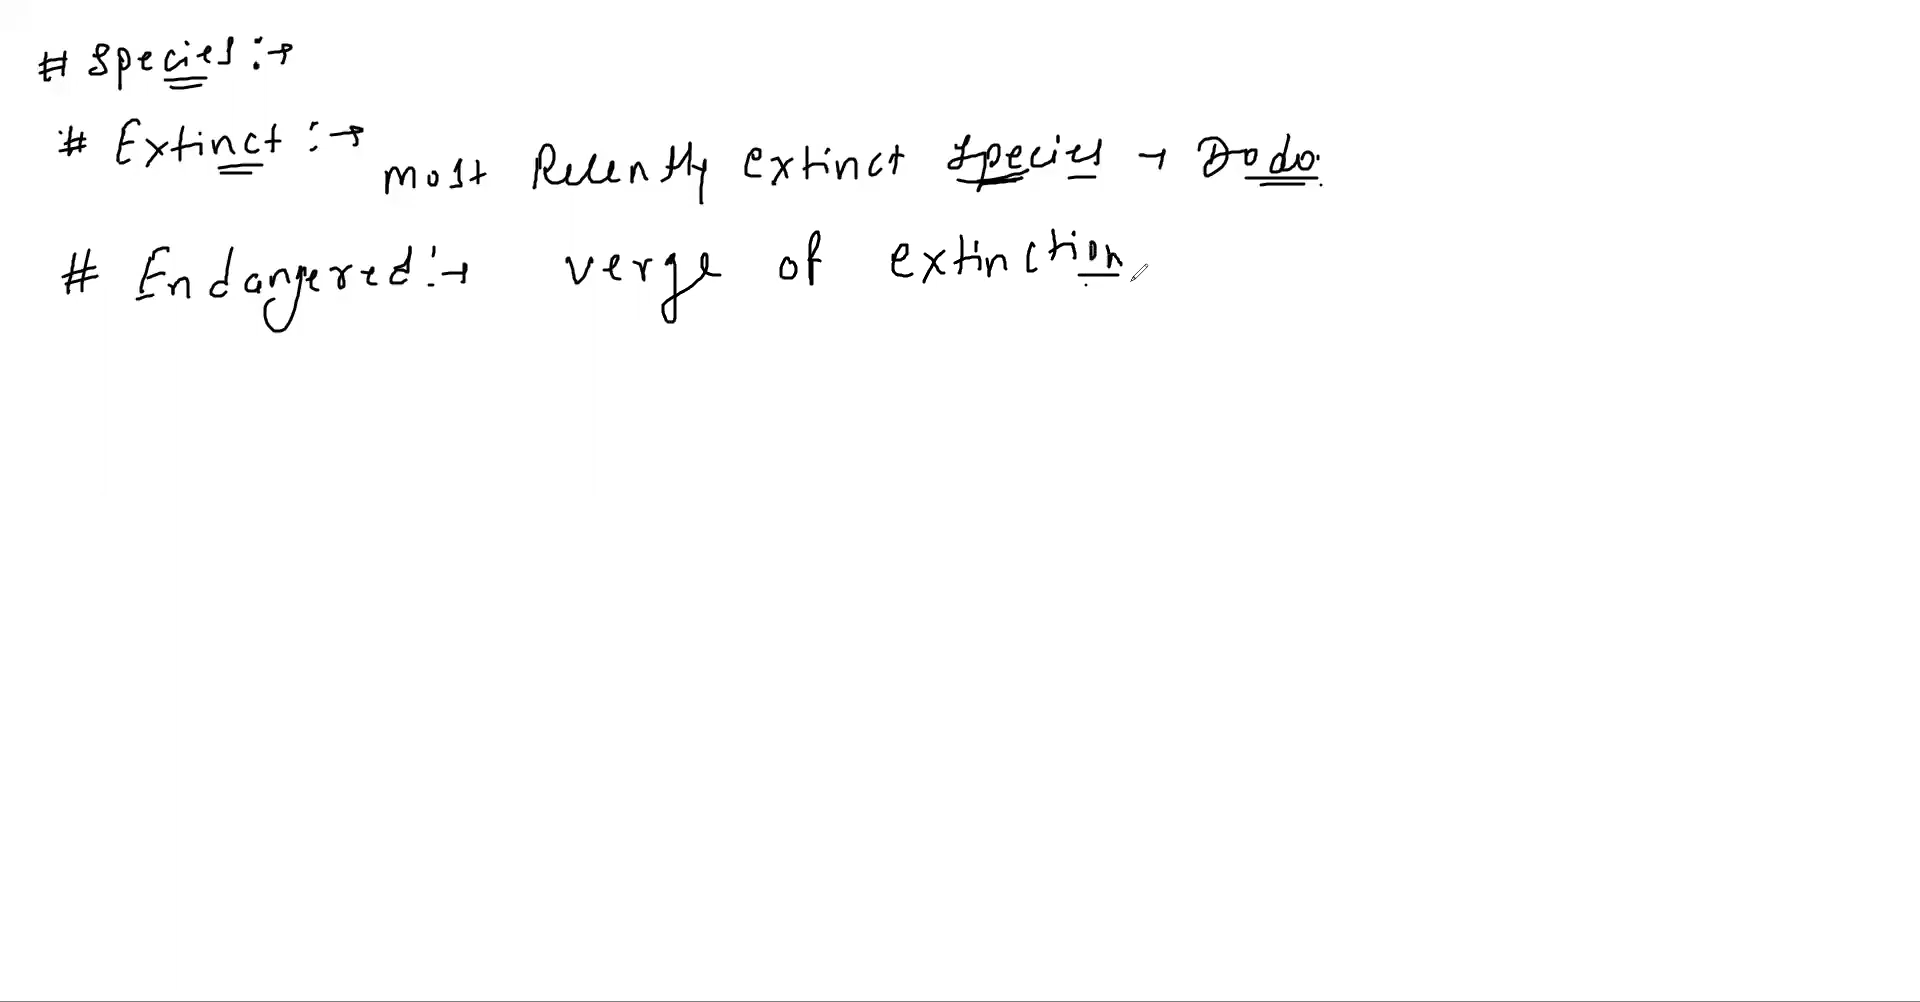 # Species :→
# Extinct :→ most Recently extinct species → Dodo.
# Endangered :→ verge of extinction.